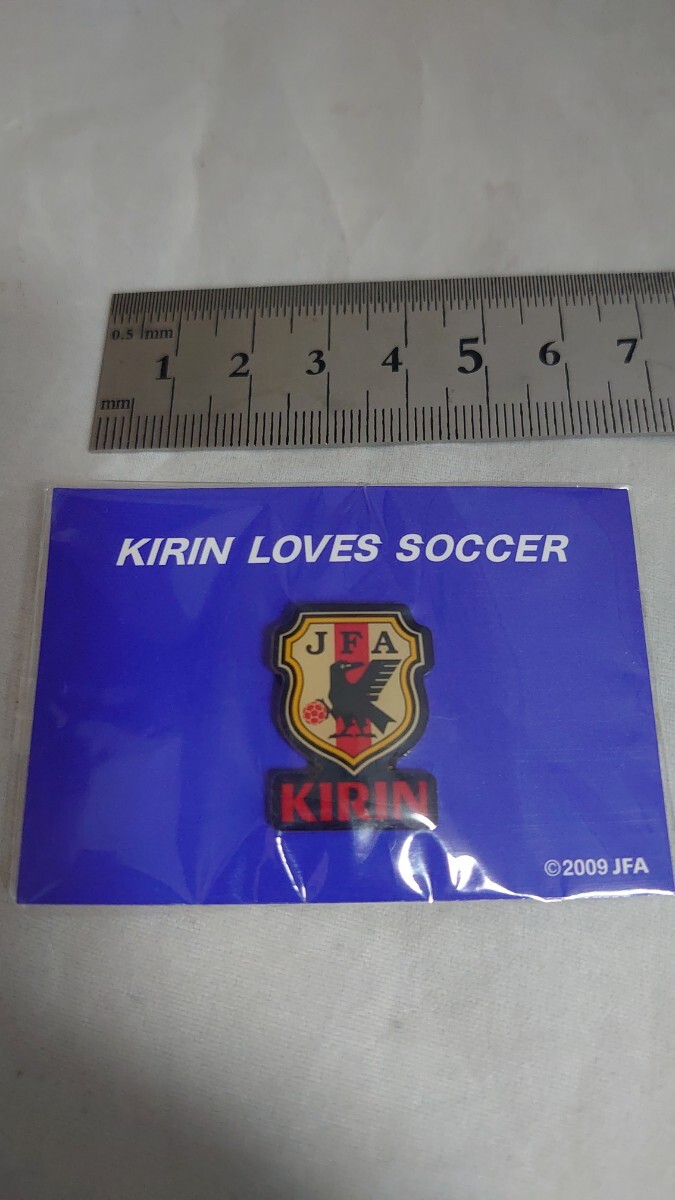 0.5 mm
1 2 3 4 5 6 7
mm
KIRIN LOVES SOCCER
JFA
KIRIN
©2009 JFA